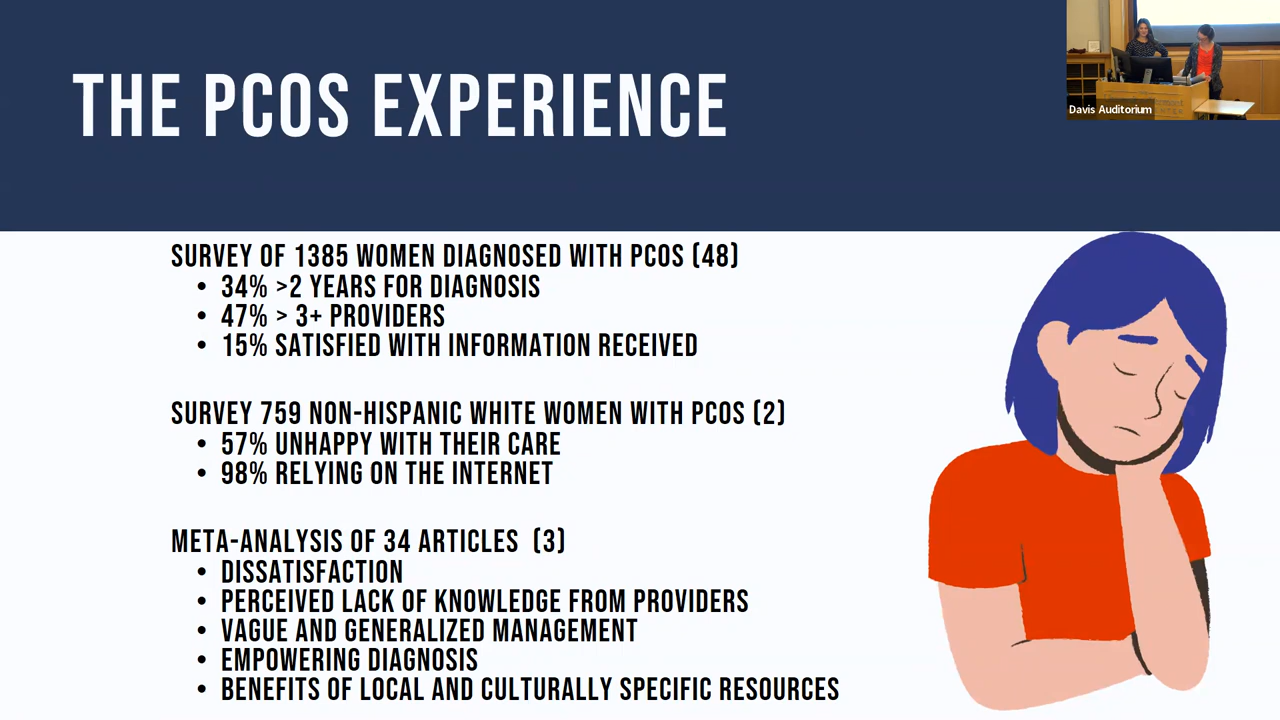 THE PCOS EXPERIENCE
Davis Auditorium
SURVEY OF 1385 WOMEN DIAGNOSED WITH PCOS (48)
• 34% >2 YEARS FOR DIAGNOSIS
• 47% > 3+ PROVIDERS
• 15% SATISFIED WITH INFORMATION RECEIVED
SURVEY 759 NON-HISPANIC WHITE WOMEN WITH PCOS (2)
• 57% UNHAPPY WITH THEIR CARE
• 98% RELYING ON THE INTERNET
META-ANALYSIS OF 34 ARTICLES (3)
• DISSATISFACTION
• PERCEIVED LACK OF KNOWLEDGE FROM PROVIDERS
• VAGUE AND GENERALIZED MANAGEMENT
• EMPOWERING DIAGNOSIS
• BENEFITS OF LOCAL AND CULTURALLY SPECIFIC RESOURCES